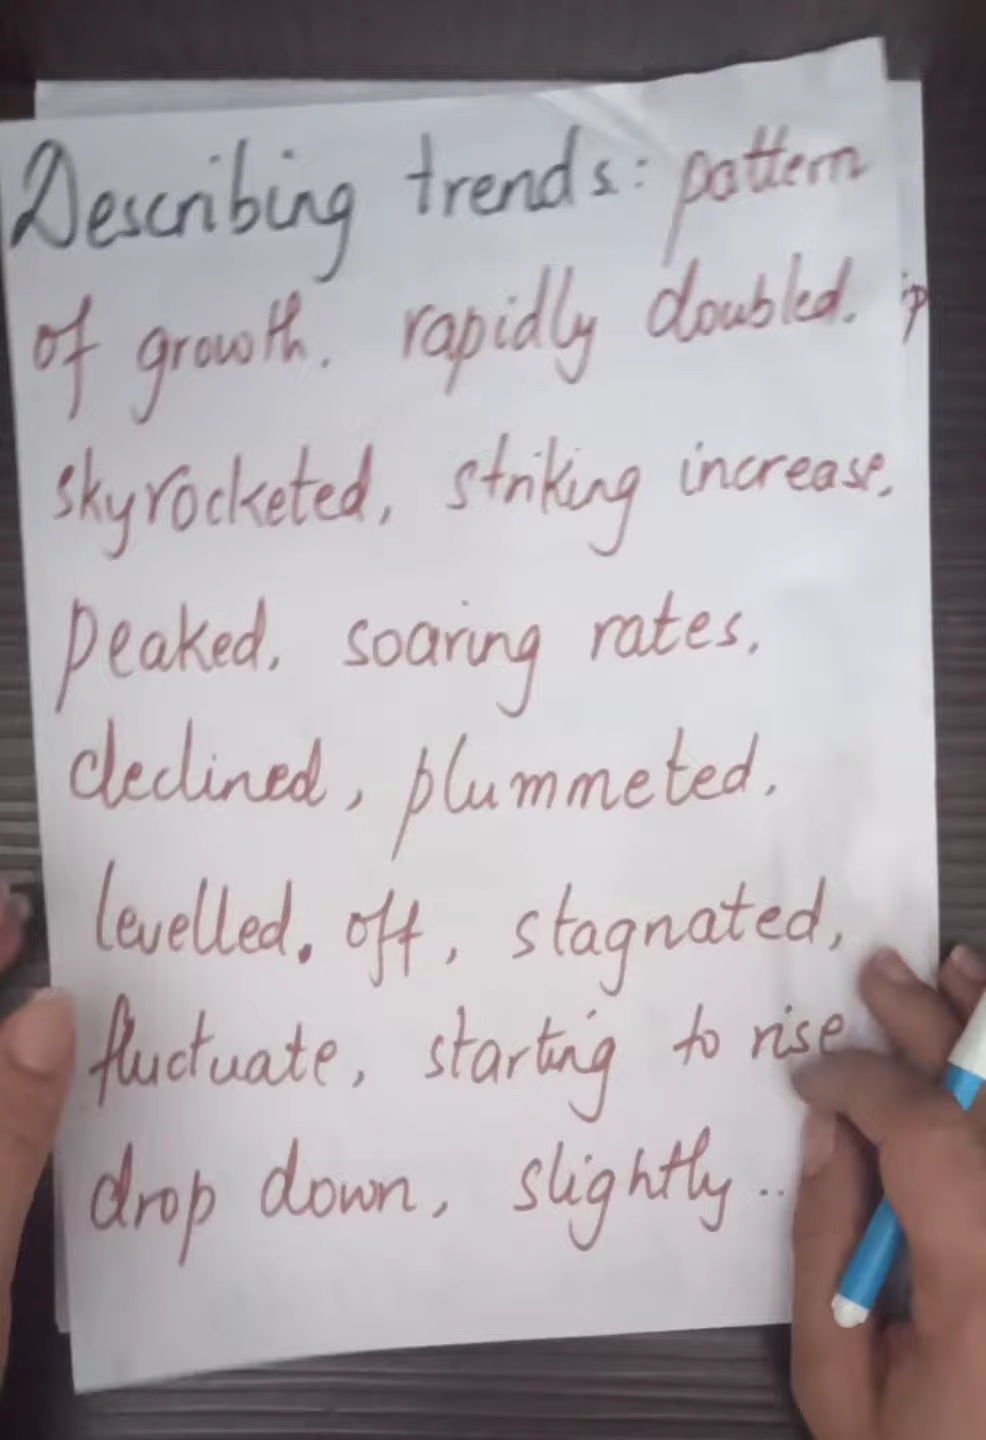 Describing trends: pattern
of growth. rapidly doubled.
skyrocketed, striking increase,
peaked, soaring rates,
declined, plummeted,
levelled. off, stagnated,
fluctuate, starting to rise
drop down, slightly..